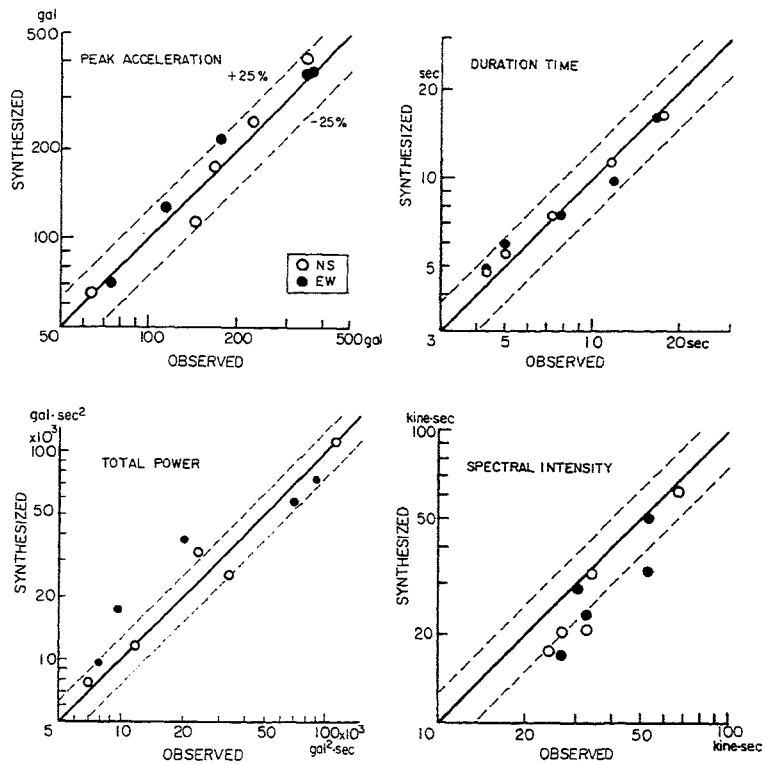 gal
500
PEAK ACCELERATION
+25%
-25%
200
SYNTHESIZED
100
○ NS
● EW
50
100
200
500gal
OBSERVED
sec
DURATION TIME
20
SYNTHESIZED
10
5
3
3
5
10
20sec
OBSERVED
gal·sec²
x10³
100
TOTAL POWER
50
SYNTHESIZED
20
10
5
5
10
20
50
100x10³
gal²·sec
OBSERVED
kine-sec
100
SPECTRAL INTENSITY
50
SYNTHESIZED
20
10
10
20
50
100
kine-sec
OBSERVED